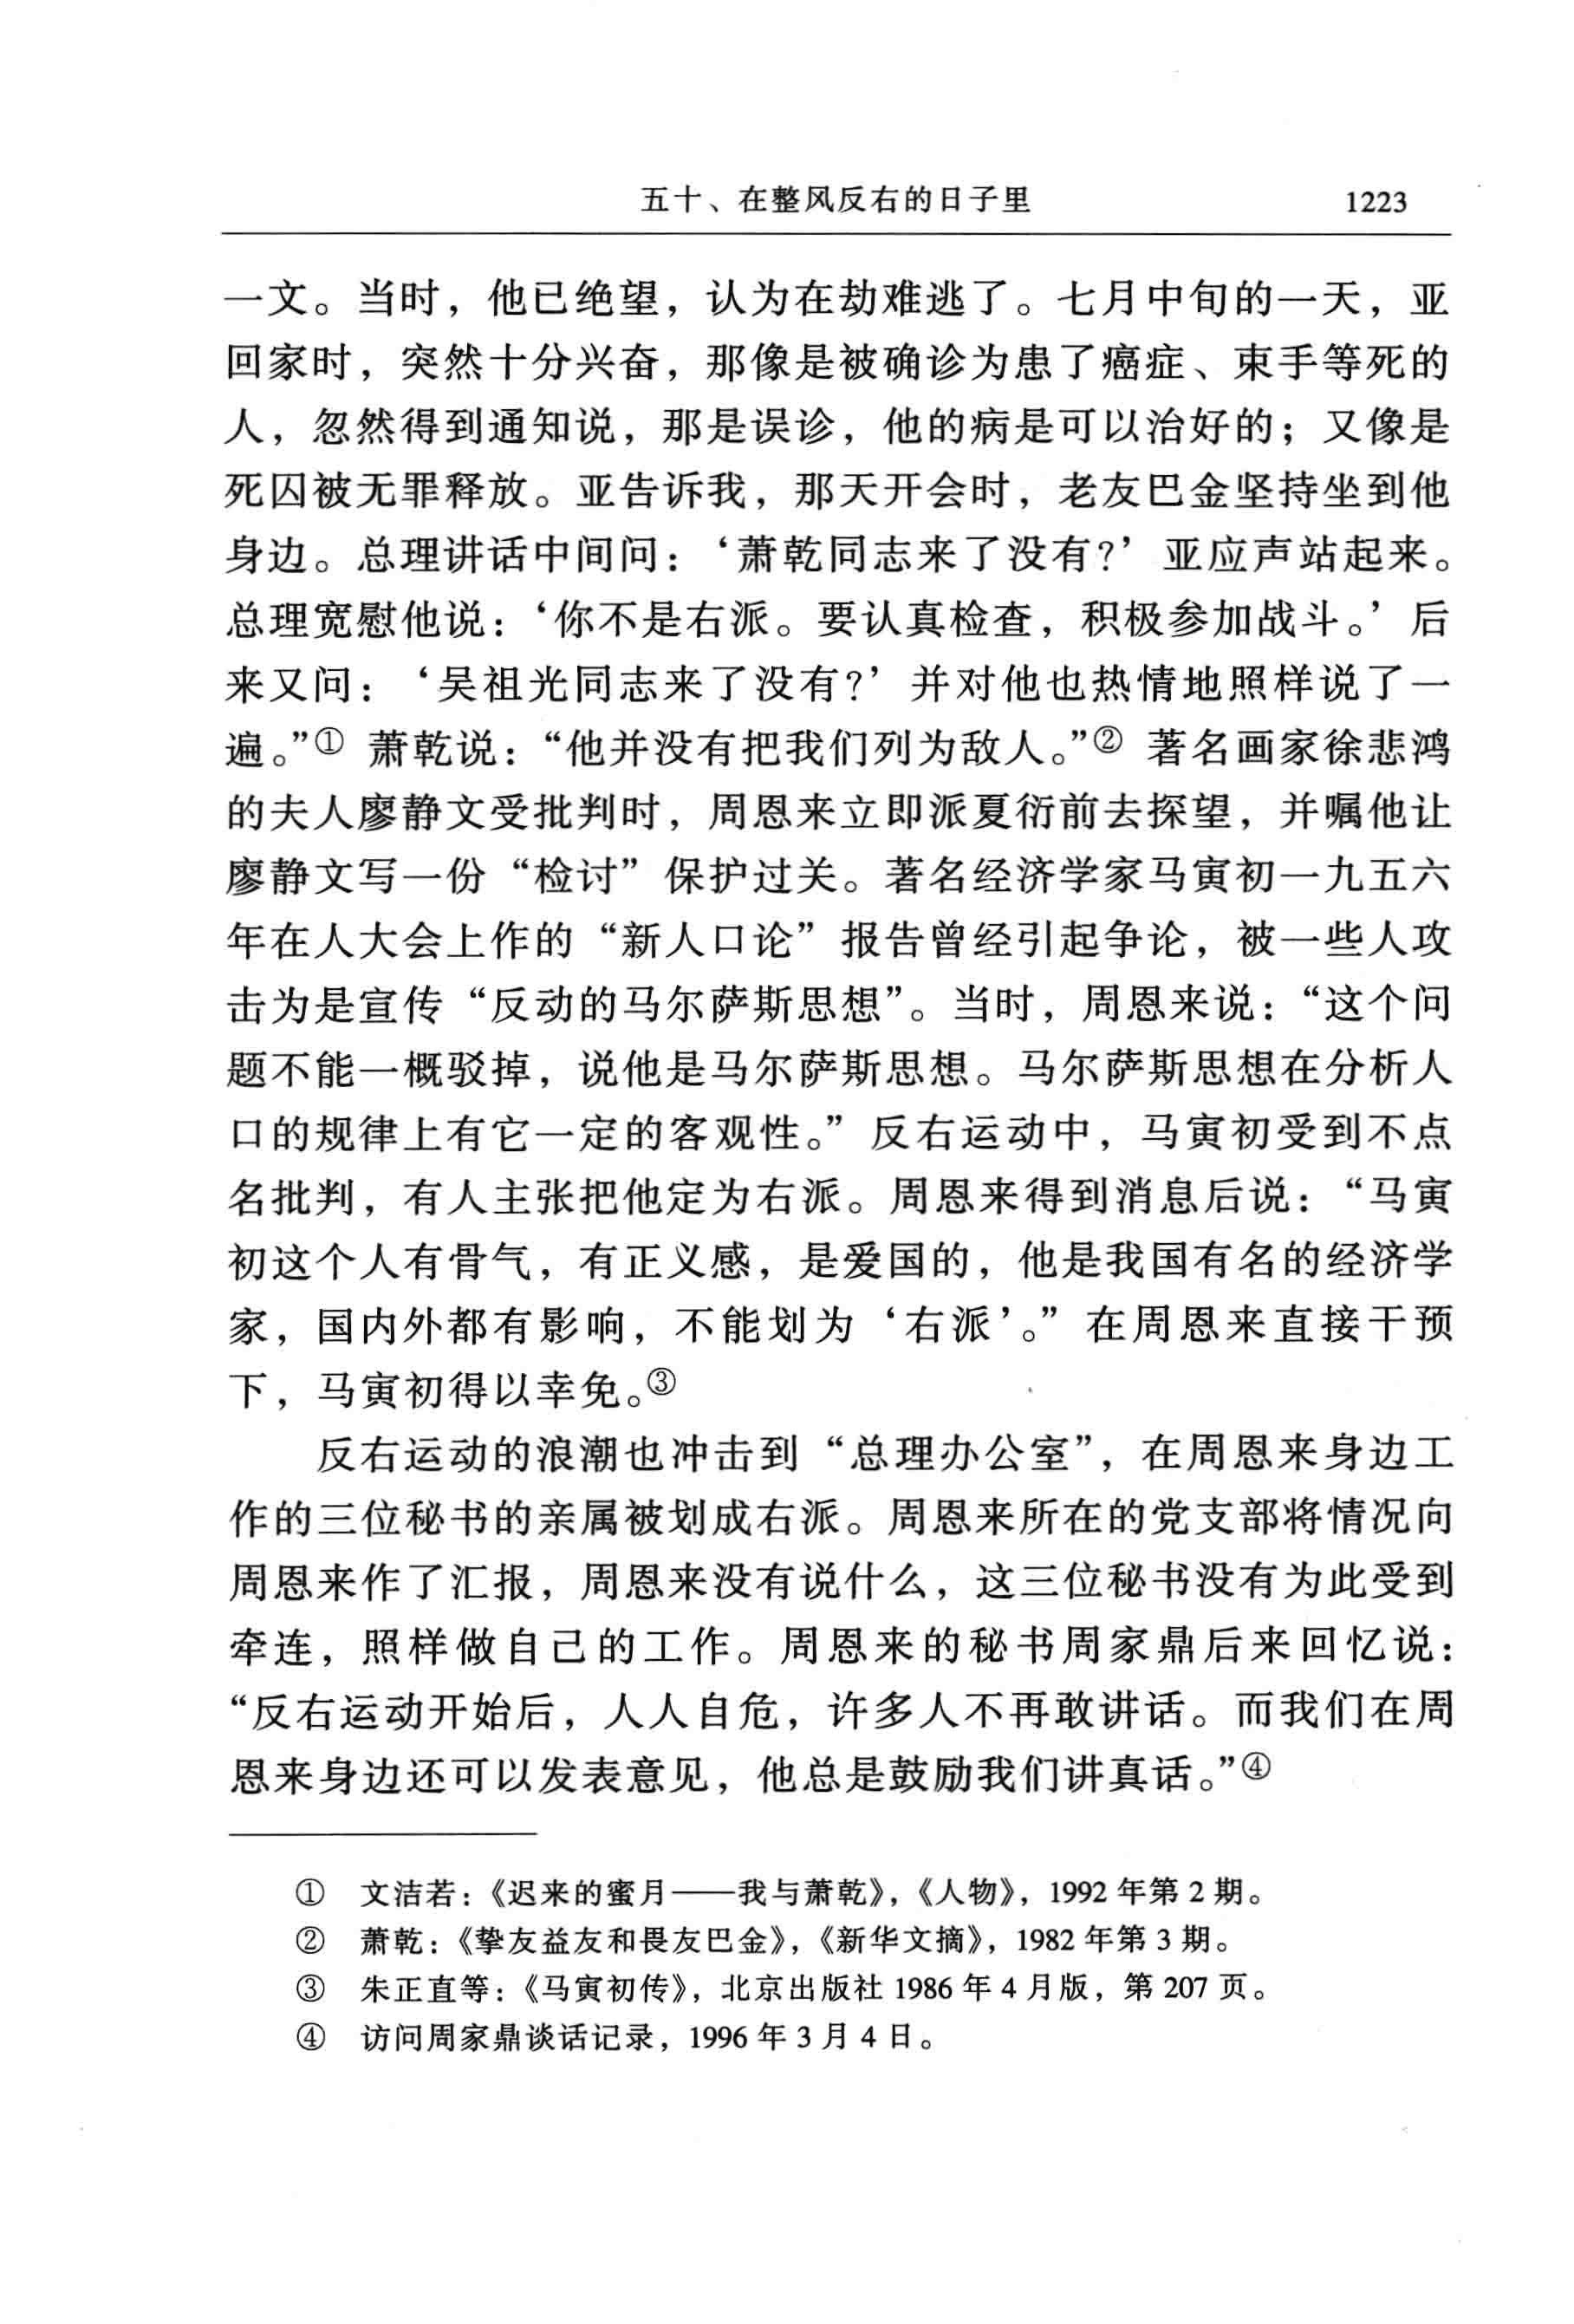 五十、在整风反右的日子里 1223
一文。当时，他已绝望，认为在劫难逃了。七月中旬的一天，亚
回家时，突然十分兴奋，那像是被确诊为患了癌症、束手等死的
人，忽然得到通知说，那是误诊，他的病是可以治好的；又像是
死囚被无罪释放。亚告诉我，那天开会时，老友巴金坚持坐到他
身边。总理讲话中间问：‘萧乾同志来了没有？’亚应声站起来。
总理宽慰他说：‘你不是右派。要认真检查，积极参加战斗。’后
来又问：‘吴祖光同志来了没有？’并对他也热情地照样说了一
遍。”① 萧乾说：“他并没有把我们列为敌人。”② 著名画家徐悲鸿
的夫人廖静文受批判时，周恩来立即派夏衍前去探望，并嘱他让
廖静文写一份“检讨”保护过关。著名经济学家马寅初一九五六
年在人大会上作的“新人口论”报告曾经引起争论，被一些人攻
击为是宣传“反动的马尔萨斯思想”。当时，周恩来说：“这个问
题不能一概驳掉，说他是马尔萨斯思想。马尔萨斯思想在分析人
口的规律上有它一定的客观性。”反右运动中，马寅初受到不点
名批判，有人主张把他定为右派。周恩来得到消息后说：“马寅
初这个人有骨气，有正义感，是爱国的，他是我国有名的经济学
家，国内外都有影响，不能划为‘右派’。”在周恩来直接干预
下，马寅初得以幸免。③
反右运动的浪潮也冲击到“总理办公室”，在周恩来身边工
作的三位秘书的亲属被划成右派。周恩来所在的党支部将情况向
周恩来作了汇报，周恩来没有说什么，这三位秘书没有为此受到
牵连，照样做自己的工作。周恩来的秘书周家鼎后来回忆说：
“反右运动开始后，人人自危，许多人不再敢讲话。而我们在周
恩来身边还可以发表意见，他总是鼓励我们讲真话。”④
① 文洁若：《迟来的蜜月——我与萧乾》，《人物》，1992 年第 2 期。
② 萧乾：《挚友益友和畏友巴金》，《新华文摘》，1982 年第 3 期。
③ 朱正直等：《马寅初传》，北京出版社 1986 年 4 月版，第 207 页。
④ 访问周家鼎谈话记录，1996 年 3 月 4 日。